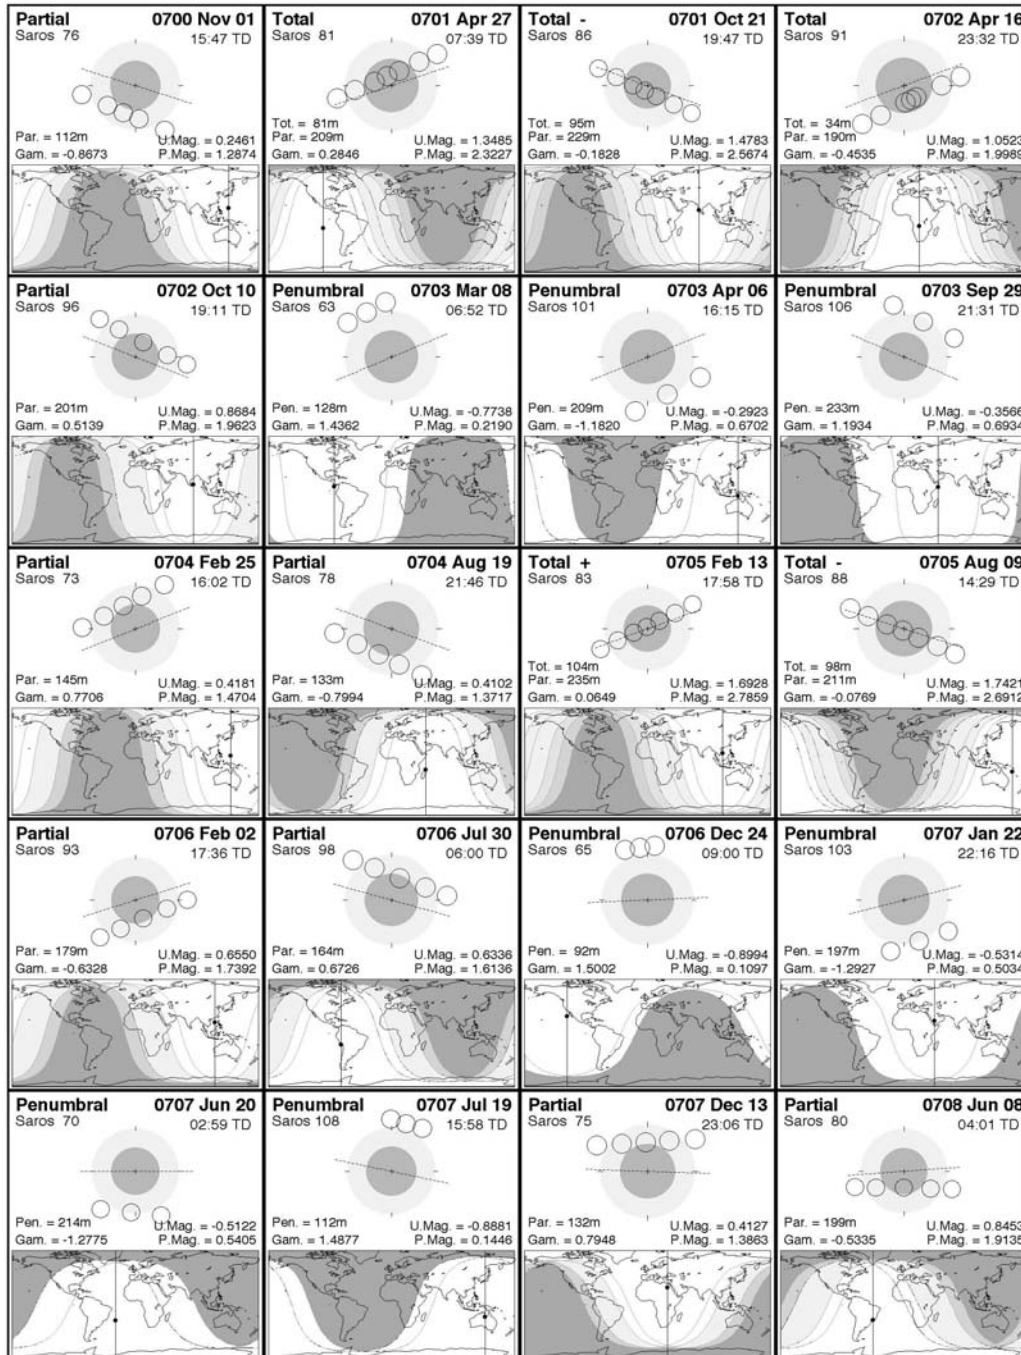 Partial 0700 Nov 01
Saros 76 15:47 TD
Par. = 112m U.Mag. = 0.2461
Gam. = -0.8673 P.Mag. = 1.2874
Total 0701 Apr 27
Saros 81 07:39 TD
Tot. = 81m
Par. = 209m U.Mag. = 1.3485
Gam. = 0.2846 P.Mag. = 2.3227
Total - 0701 Oct 21
Saros 86 19:47 TD
Tot. = 95m
Par. = 229m U.Mag. = 1.4783
Gam. = -0.1828 P.Mag. = 2.5674
Total 0702 Apr 16
Saros 91 23:32 TD
Tot. = 34m
Par. = 190m U.Mag. = 1.0523
Gam. = -0.4535 P.Mag. = 1.9989
Partial 0702 Oct 10
Saros 96 19:11 TD
Par. = 201m U.Mag. = 0.8684
Gam. = 0.5139 P.Mag. = 1.9623
Penumbral 0703 Mar 08
Saros 63 06:52 TD
Pen. = 128m U.Mag. = -0.7738
Gam. = 1.4362 P.Mag. = 0.2190
Penumbral 0703 Apr 06
Saros 101 16:15 TD
Pen. = 209m U.Mag. = -0.2923
Gam. = -1.1820 P.Mag. = 0.6702
Penumbral 0703 Sep 29
Saros 106 21:31 TD
Pen. = 233m U.Mag. = -0.3566
Gam. = 1.1934 P.Mag. = 0.6934
Partial 0704 Feb 25
Saros 73 16:02 TD
Par. = 145m U.Mag. = 0.4181
Gam. = 0.7706 P.Mag. = 1.4704
Partial 0704 Aug 19
Saros 78 21:46 TD
Par. = 133m U.Mag. = 0.4102
Gam. = -0.7994 P.Mag. = 1.3717
Total + 0705 Feb 13
Saros 83 17:58 TD
Tot. = 104m
Par. = 235m U.Mag. = 1.6928
Gam. = 0.0649 P.Mag. = 2.7859
Total - 0705 Aug 09
Saros 88 14:29 TD
Tot. = 98m
Par. = 211m U.Mag. = 1.7421
Gam. = -0.0769 P.Mag. = 2.6912
Partial 0706 Feb 02
Saros 93 17:36 TD
Par. = 179m U.Mag. = 0.6550
Gam. = -0.6328 P.Mag. = 1.7392
Partial 0706 Jul 30
Saros 98 06:00 TD
Par. = 164m U.Mag. = 0.6336
Gam. = 0.6726 P.Mag. = 1.6136
Penumbral 0706 Dec 24
Saros 65 09:00 TD
Pen. = 92m U.Mag. = -0.8994
Gam. = 1.5002 P.Mag. = 0.1097
Penumbral 0707 Jan 22
Saros 103 22:16 TD
Pen. = 197m U.Mag. = -0.5314
Gam. = -1.2927 P.Mag. = 0.5034
Penumbral 0707 Jun 20
Saros 70 02:59 TD
Pen. = 214m U.Mag. = -0.5122
Gam. = -1.2775 P.Mag. = 0.5405
Penumbral 0707 Jul 19
Saros 108 15:58 TD
Pen. = 112m U.Mag. = -0.8881
Gam. = 1.4877 P.Mag. = 0.1446
Partial 0707 Dec 13
Saros 75 23:06 TD
Par. = 132m U.Mag. = 0.4127
Gam. = 0.7948 P.Mag. = 1.3863
Partial 0708 Jun 08
Saros 80 04:01 TD
Par. = 199m U.Mag. = 0.8453
Gam. = -0.5335 P.Mag. = 1.9135